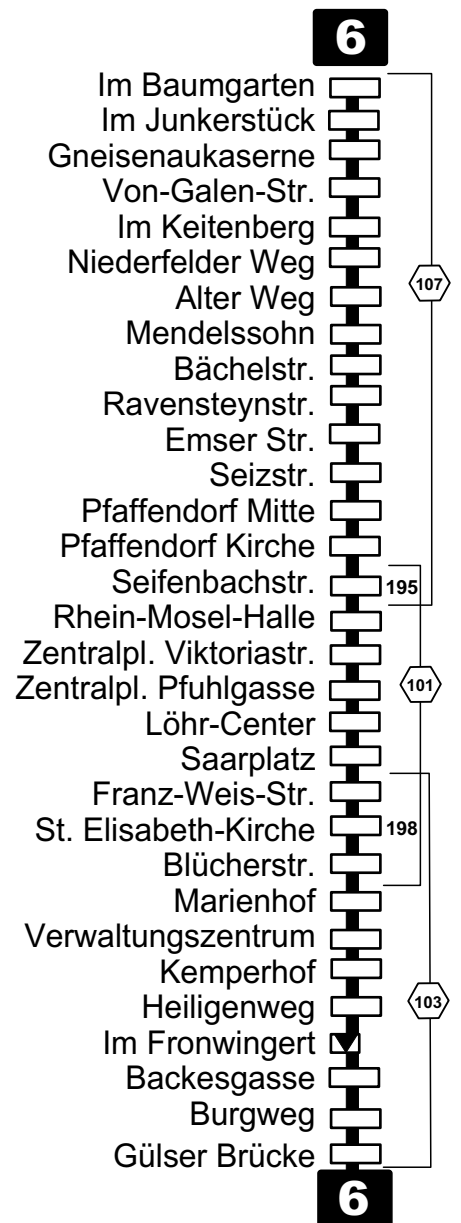 6
Im Baumgarten
Im Junkerstück
Gneisenaukaserne
Von-Galen-Str.
Im Keitenberg
Niederfelder Weg
Alter Weg
107
Mendelssohn
Bächelstr.
Ravensteynstr.
Emser Str.
Seizstr.
Pfaffendorf Mitte
Pfaffendorf Kirche
Seifenbachstr. 195
Rhein-Mosel-Halle
Zentralpl. Viktoriastr.
Zentralpl. Pfuhlgasse 101
Löhr-Center
Saarplatz
Franz-Weis-Str.
St. Elisabeth-Kirche 198
Blücherstr.
Marienhof
Verwaltungszentrum
Kemperhof
Heiligenweg 103
Im Fronwingert
Backesgasse
Burgweg
Gülser Brücke
6